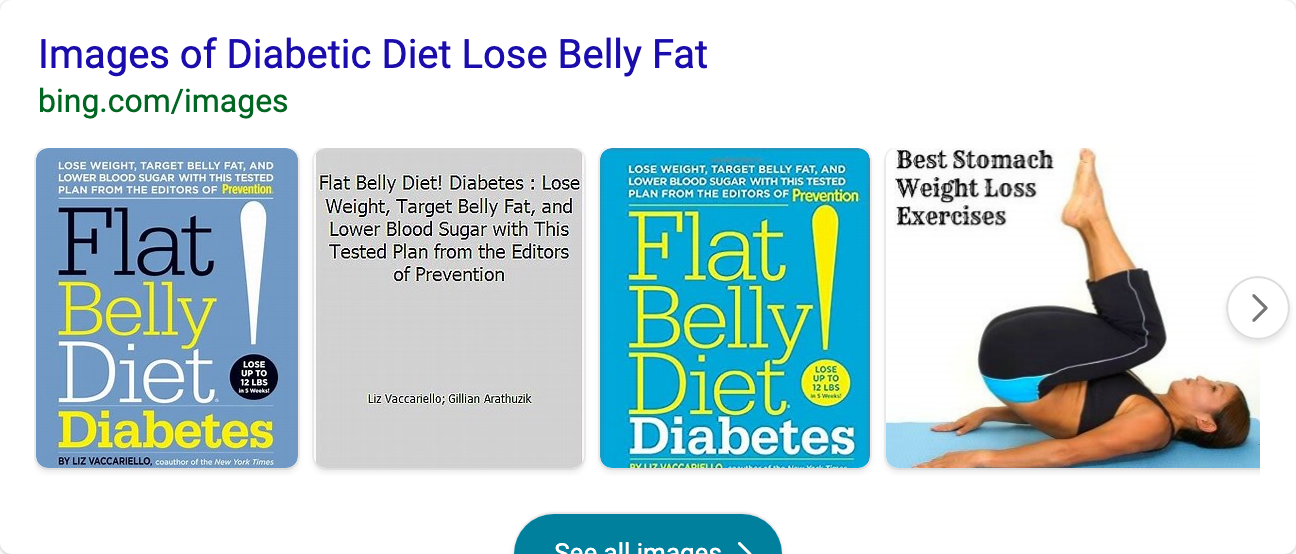 Images of Diabetic Diet Lose Belly Fat
bing.com/images
LOSE WEIGHT, TARGET BELLY FAT, AND
LOWER BLOOD SUGAR WITH THIS TESTED
PLAN FROM THE EDITORS OF Prevention.
Flat
Belly
Diet.
!
LOSE
UP TO
12 LBS
in 5 Weeks!
Diabetes
BY LIZ VACCARIELLO, coauthor of the New York Times
Flat Belly Diet! Diabetes : Lose
Weight, Target Belly Fat, and
Lower Blood Sugar with This
Tested Plan from the Editors
of Prevention
Liz Vaccariello; Gillian Arathuzik
LOSE WEIGHT, TARGET BELLY FAT, AND
LOWER BLOOD SUGAR WITH THIS TESTED
PLAN FROM THE EDITORS OF Prevention
Flat
Belly
Diet.
!
LOSE
UP TO
12 LBS
in 5 Weeks!
Diabetes
BY LIZ VACCARIELLO, coauthor of the New York Times
Best Stomach
Weight Loss
Exercises
See all images